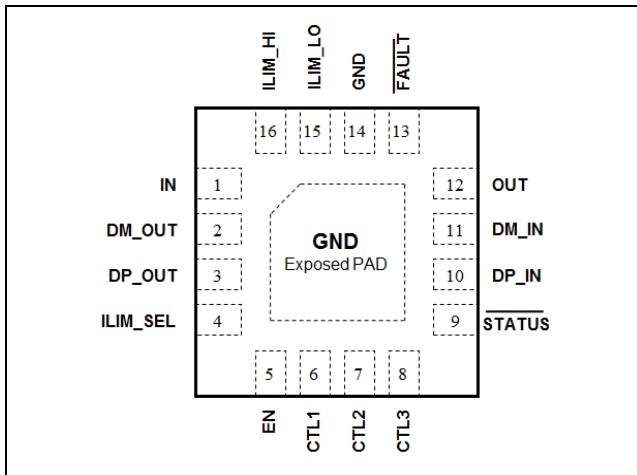 ILIM_HI
ILIM_LO
GND
FAULT
16
15
14
13
IN
1
12
OUT
DM_OUT
2
11
DM_IN
DP_OUT
3
10
DP_IN
ILIM_SEL
4
9
STATUS
GND
Exposed PAD
5
6
7
8
EN
CTL1
CTL2
CTL3